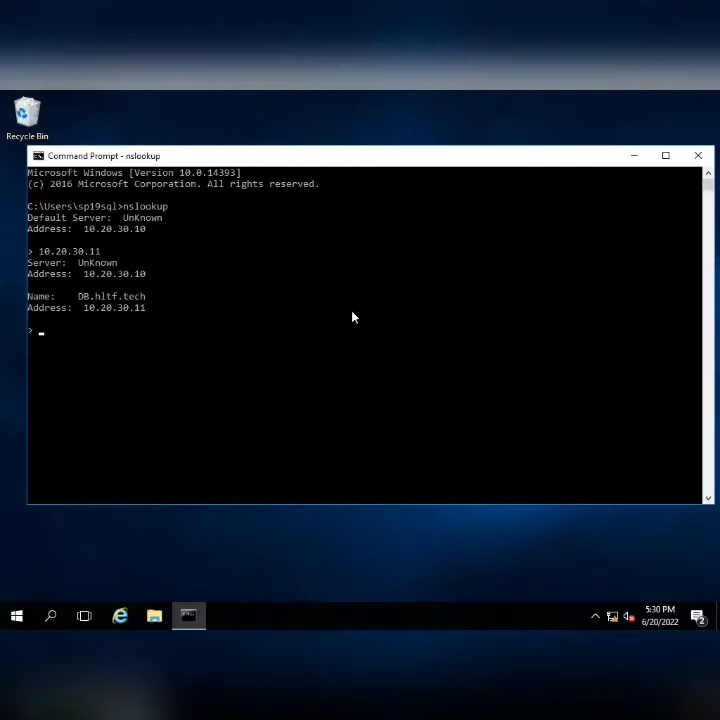 Recycle Bin
Command Prompt - nslookup
Microsoft Windows [Version 10.0.14393]
(c) 2016 Microsoft Corporation. All rights reserved.
C:\Users\sp19sql>nslookup
Default Server:  UnKnown
Address:  10.20.30.10
> 10.20.30.11
Server:  UnKnown
Address:  10.20.30.10
Name:    DB.hltf.tech
Address:  10.20.30.11
>
5:30 PM
6/20/2022
2